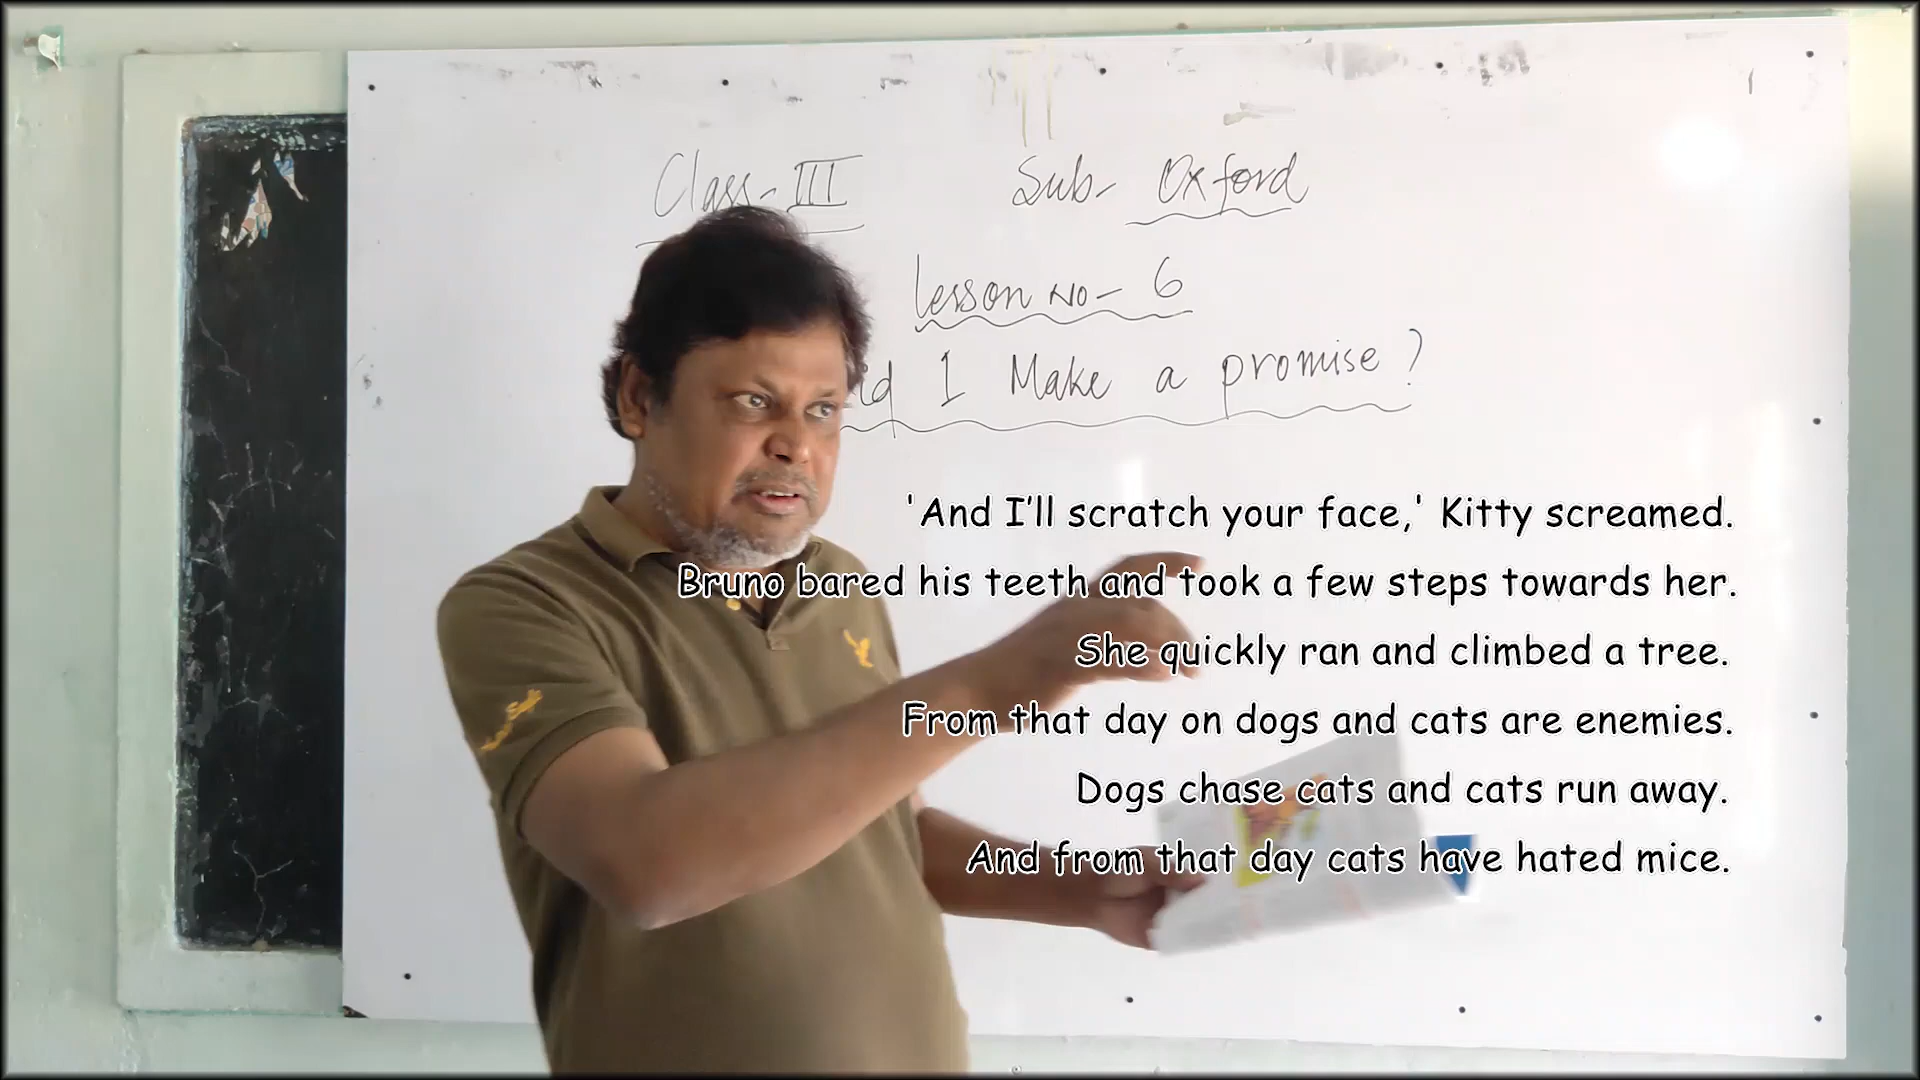 Class-III Sub- Oxford
Lesson No- 6
I Make a promise?
'And I’ll scratch your face,' Kitty screamed.
Bruno bared his teeth and took a few steps towards her.
She quickly ran and climbed a tree.
From that day on dogs and cats are enemies.
Dogs chase cats and cats run away.
And from that day cats have hated mice.